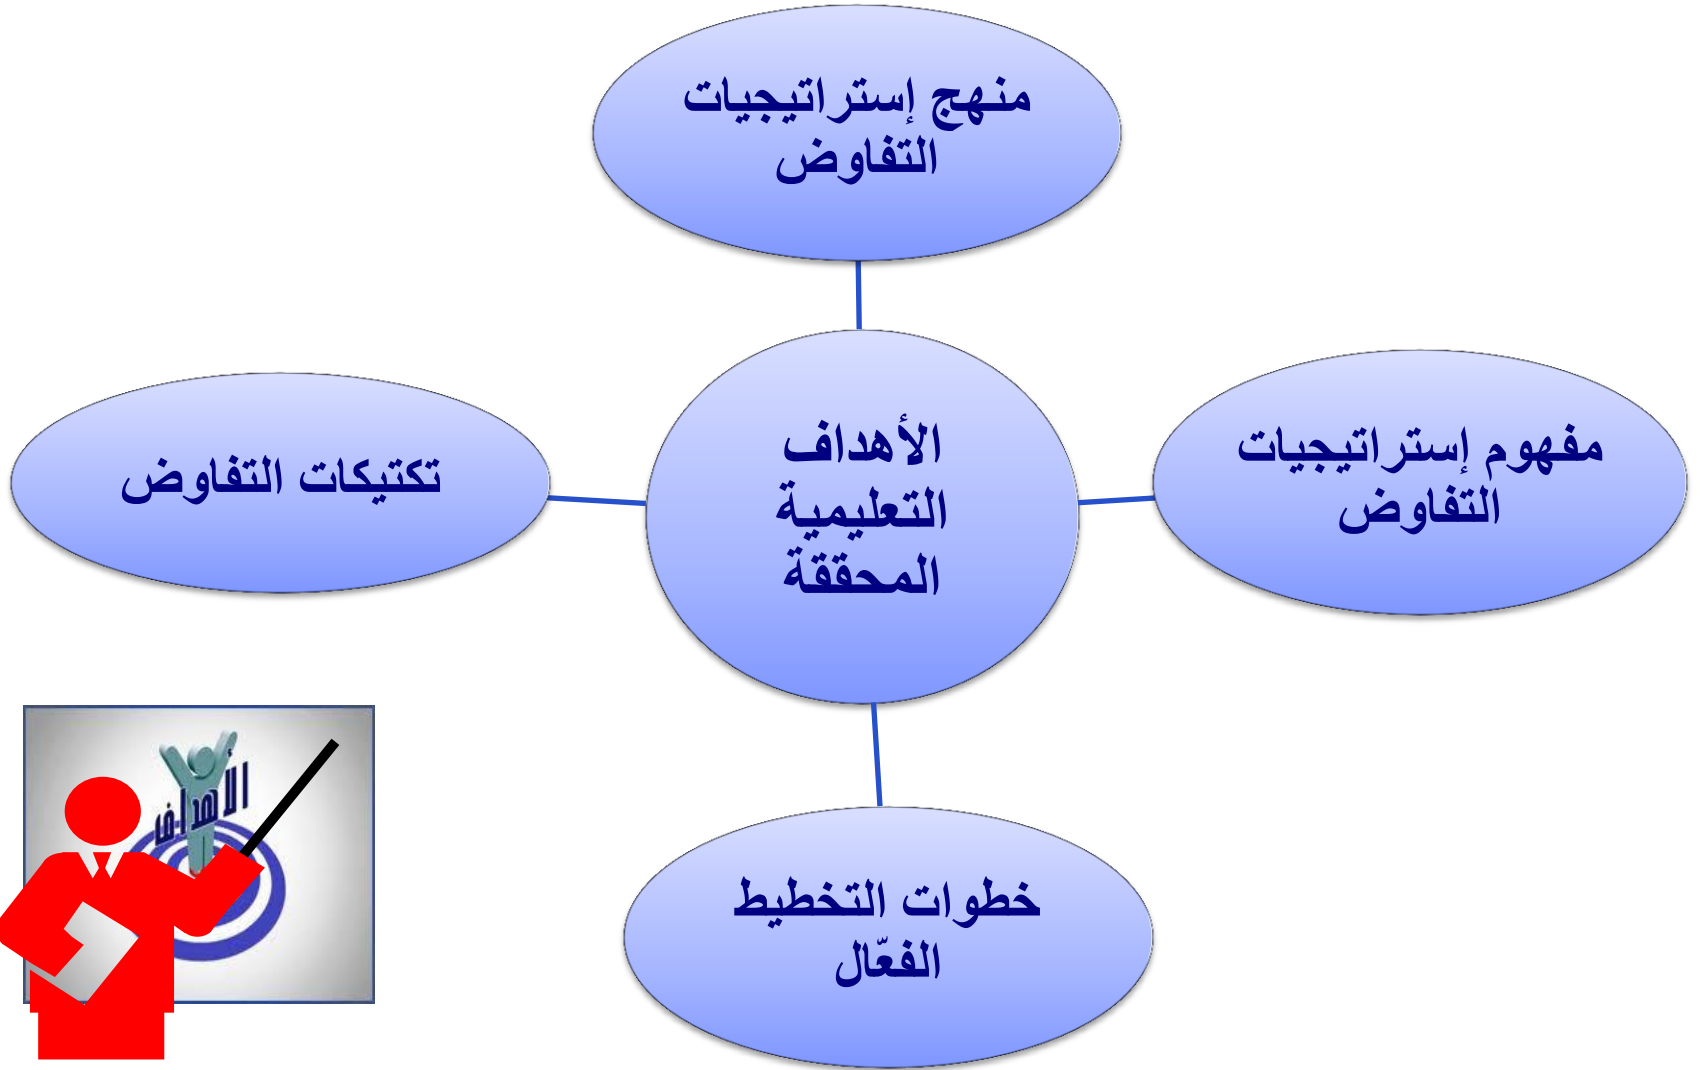 منهج إستراتيجيات
التفاوض
مفهوم إستراتيجيات
التفاوض
الأهداف
التعليمية
المحققة
تكتيكات التفاوض
خطوات التخطيط
الفعّال
الأهداف